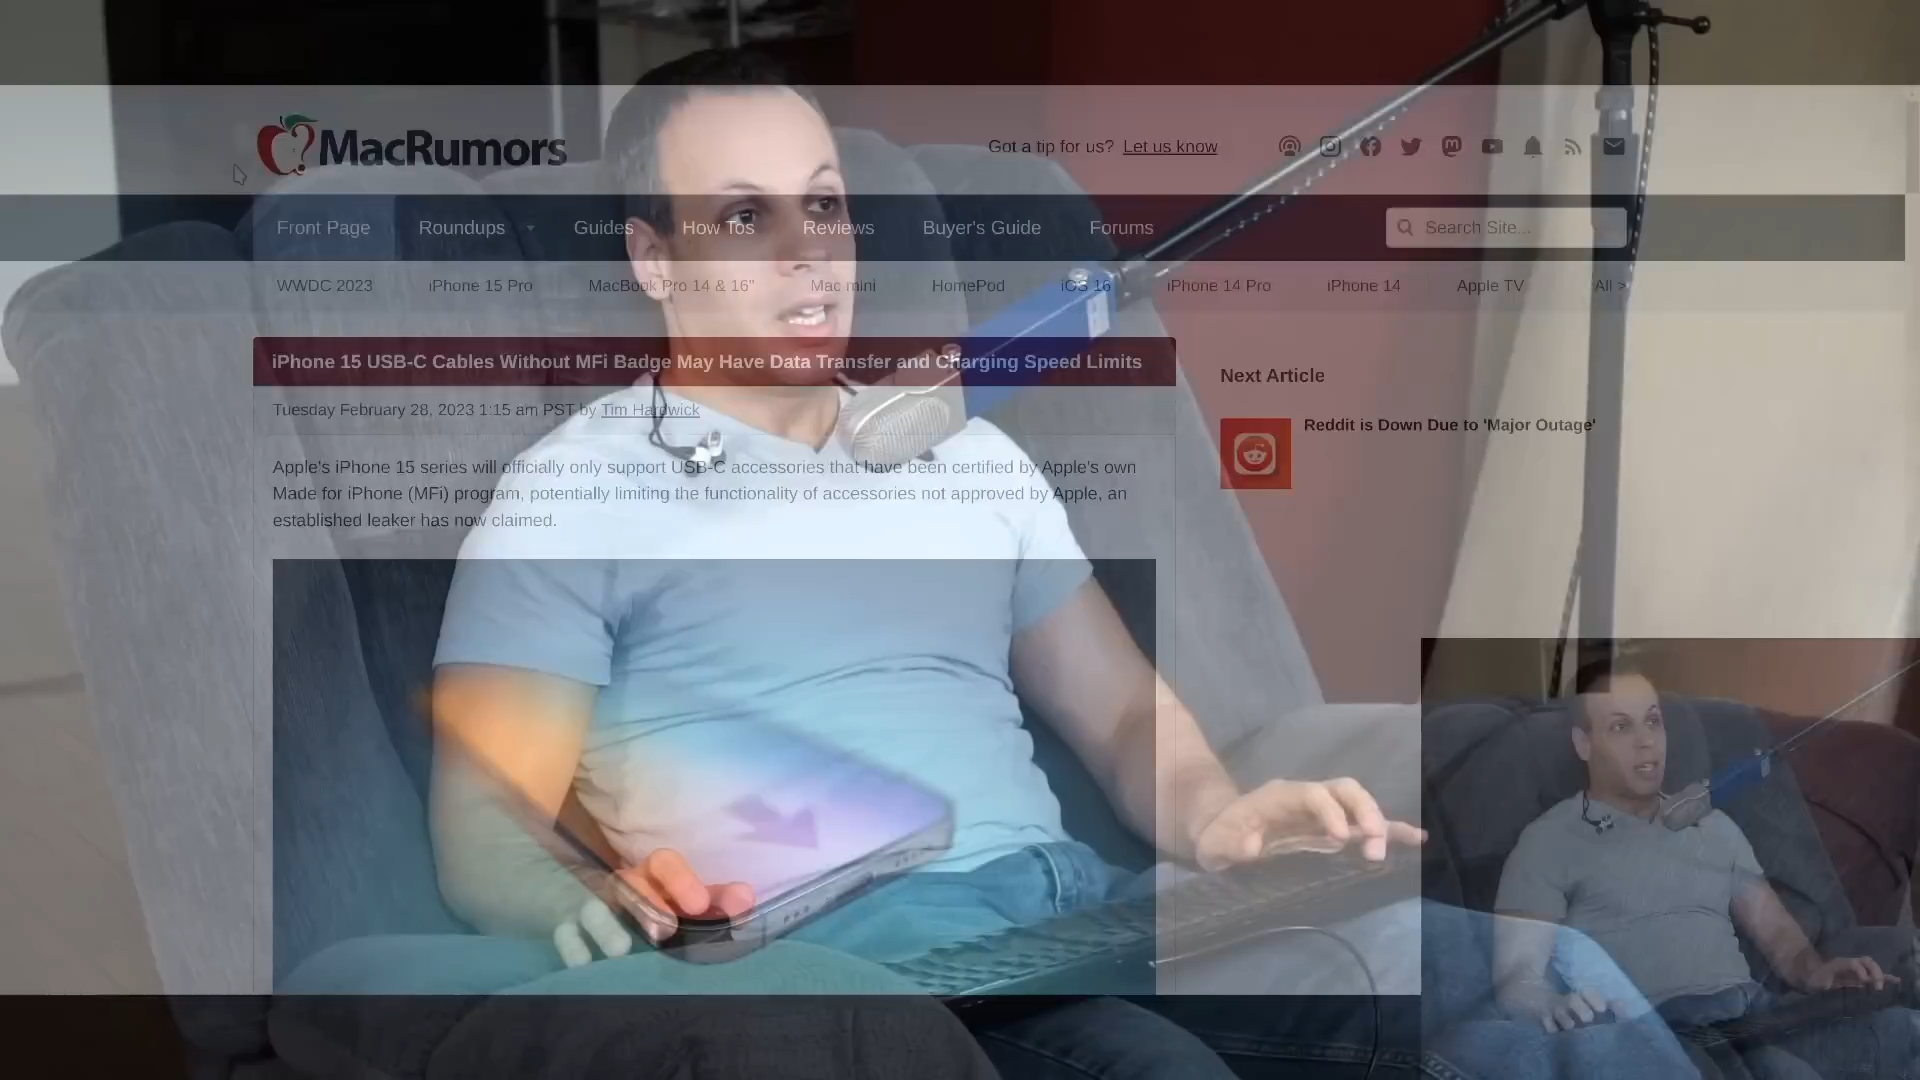 MacRumors
Got a tip for us? Let us know
Front Page Roundups Guides How Tos Reviews Buyer's Guide Forums Search Site...
WWDC 2023 iPhone 15 Pro MacBook Pro 14 & 16" Mac mini HomePod iOS 16 iPhone 14 Pro iPhone 14 Apple TV All >
iPhone 15 USB-C Cables Without MFi Badge May Have Data Transfer and Charging Speed Limits
Tuesday February 28, 2023 1:15 am PST by Tim Hardwick
Apple's iPhone 15 series will officially only support USB-C accessories that have been certified by Apple's own
Made for iPhone (MFi) program, potentially limiting the functionality of accessories not approved by Apple, an
established leaker has now claimed.
Next Article
Reddit is Down Due to 'Major Outage'